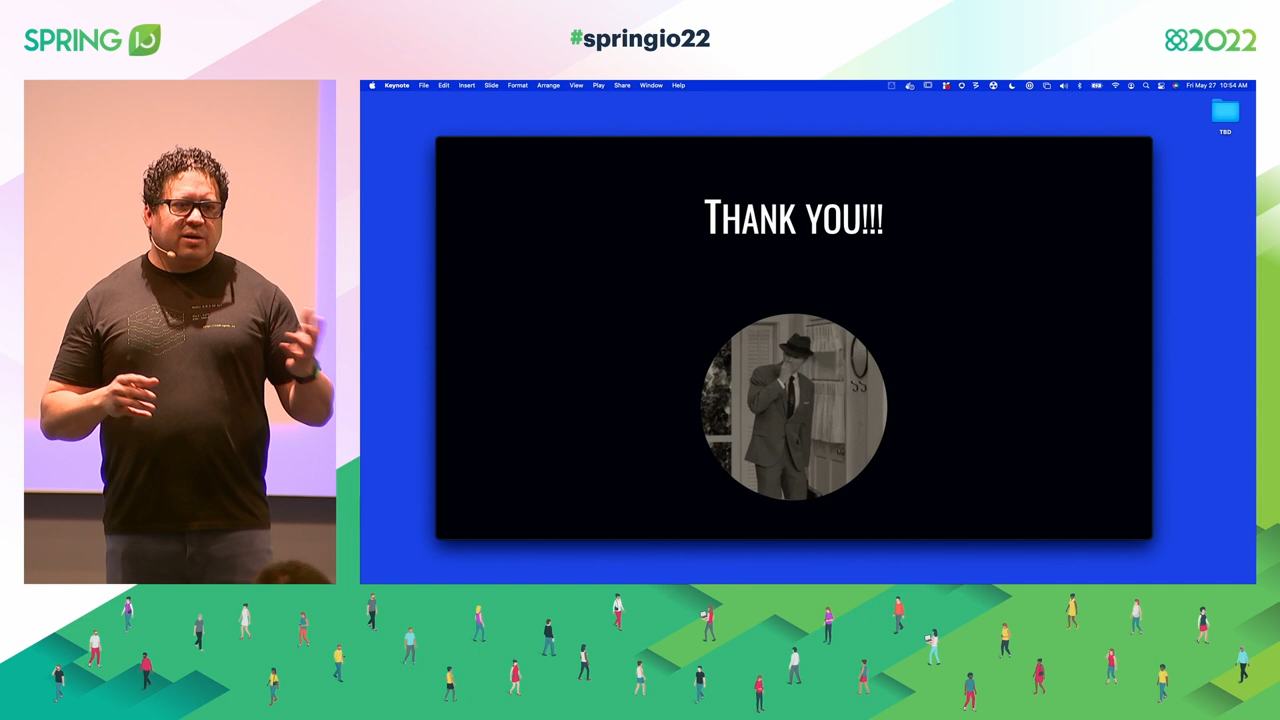 SPRING IO
#springio22
2022
Keynote File Edit Insert Slide Format Arrange View Play Share Window Help
Fri May 27 10:54 AM
TBD
THANK YOU!!!